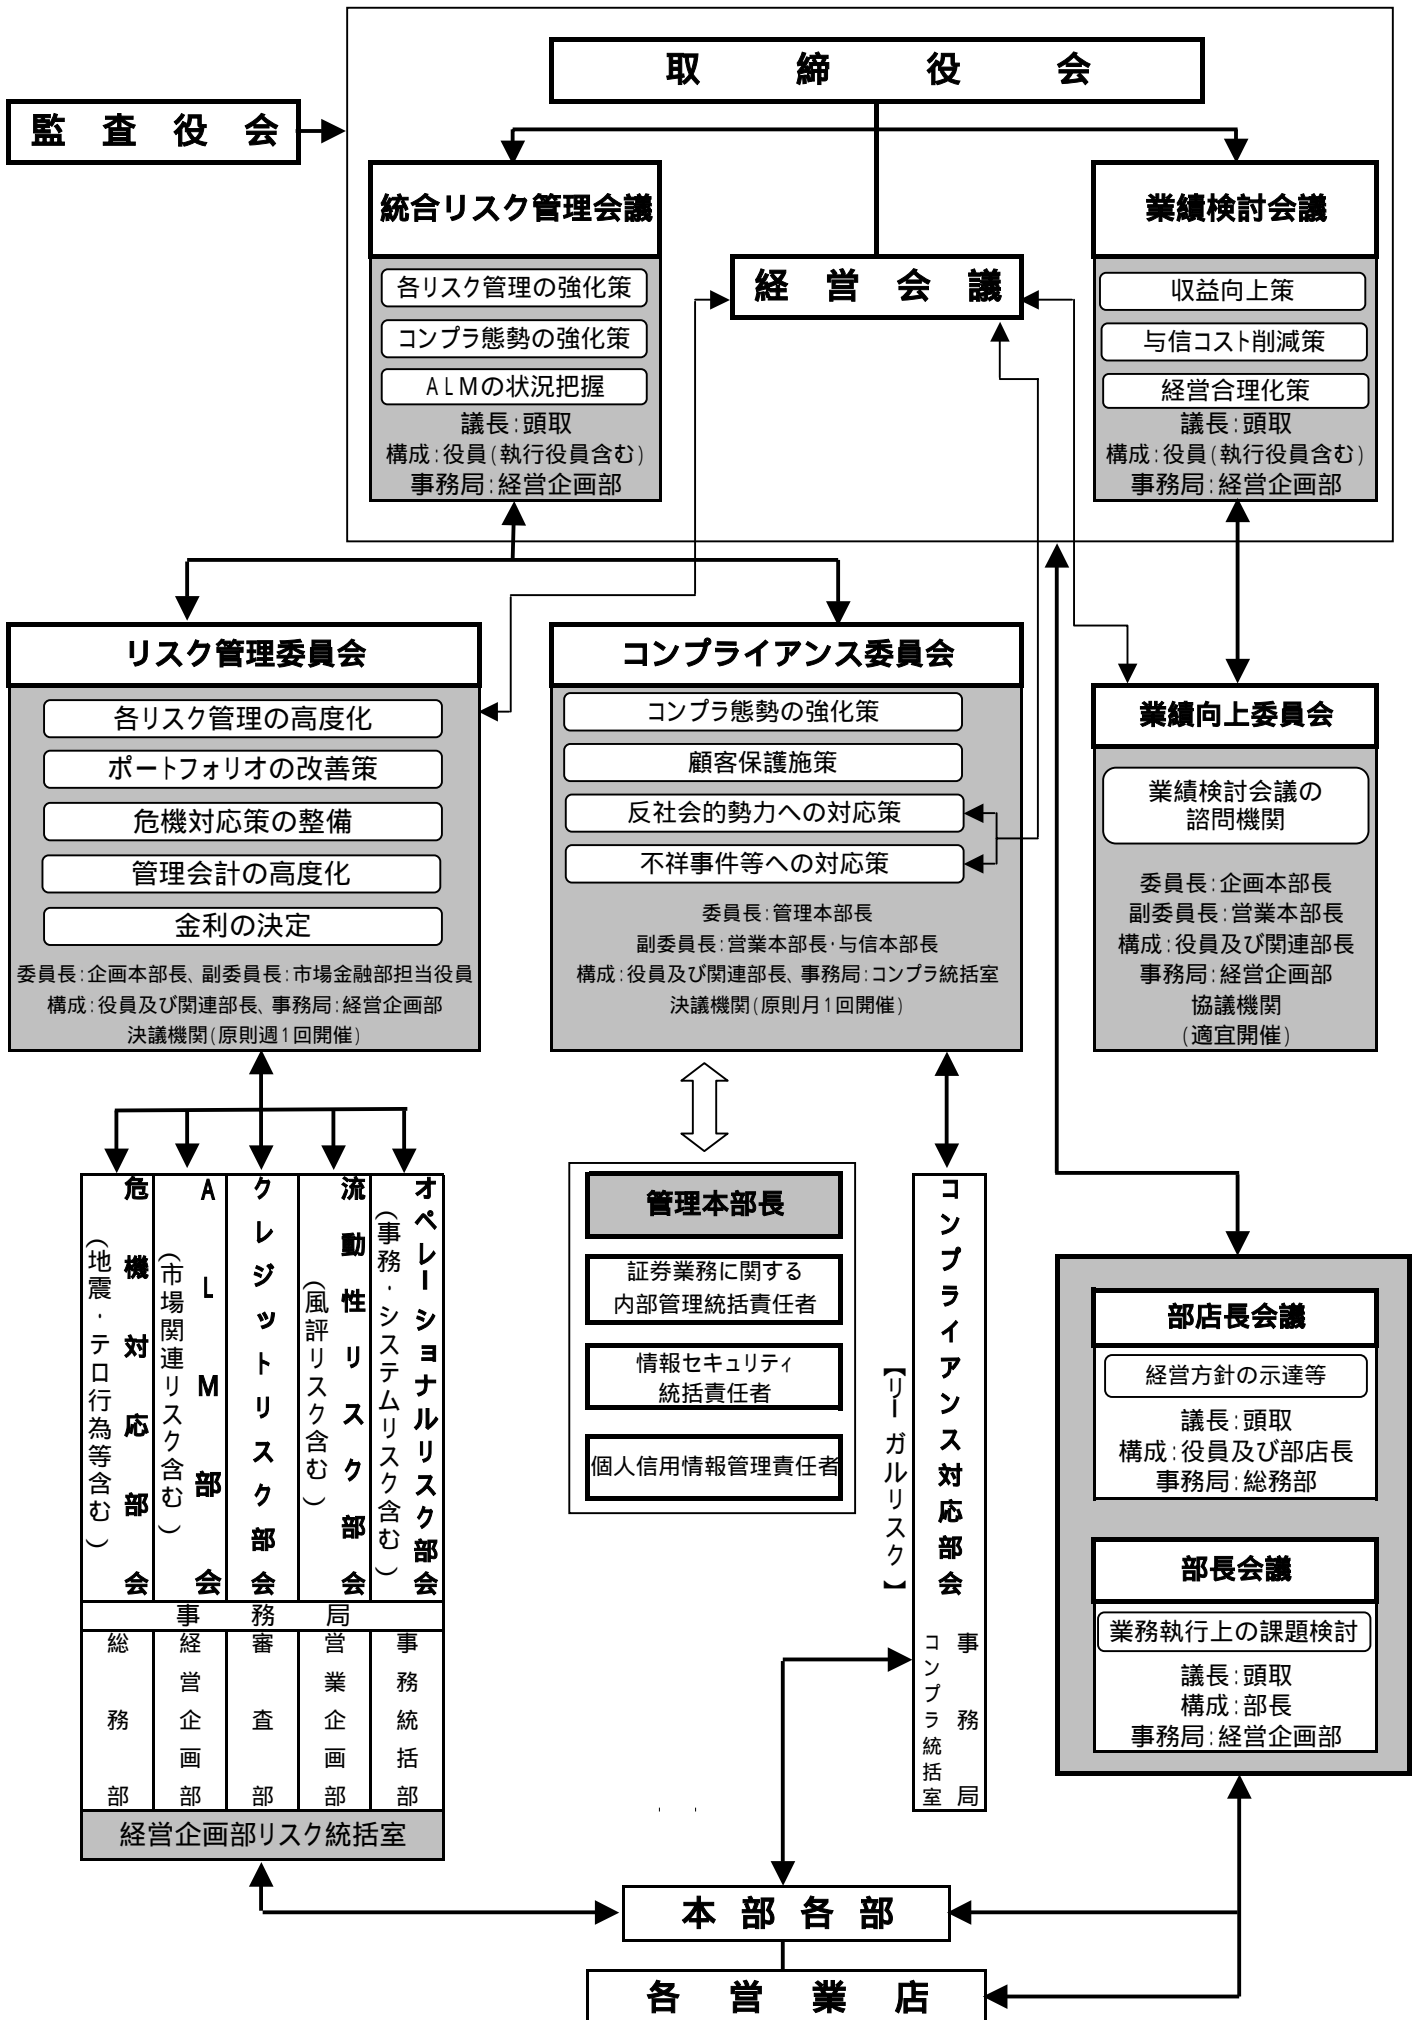 取締役会
監査役会
統合リスク管理会議
各リスク管理の強化策
コンプラ態勢の強化策
ALMの状況把握
議長:頭取
構成:役員(執行役員含む)
事務局:経営企画部
経営会議
業績検討会議
収益向上策
与信コスト削減策
経営合理化策
議長:頭取
構成:役員(執行役員含む)
事務局:経営企画部
リスク管理委員会
各リスク管理の高度化
ポートフォリオの改善策
危機対応策の整備
管理会計の高度化
金利の決定
委員長:企画本部長、副委員長:市場金融部担当役員
構成:役員及び関連部長、事務局:経営企画部
決議機関(原則週1回開催)
コンプライアンス委員会
コンプラ態勢の強化策
顧客保護施策
反社会的勢力への対応策
不祥事件等への対応策
委員長:管理本部長
副委員長:営業本部長・与信本部長
構成:役員及び関連部長、事務局:コンプラ統括室
決議機関(原則月1回開催)
業績向上委員会
業績検討会議の
諮問機関
委員長:企画本部長
副委員長:営業本部長
構成:役員及び関連部長
事務局:経営企画部
協議機関
(適宜開催)
危機対応部会
(地震・テロ行為等含む)
ALM部会
(市場関連リスク含む)
クレジットリスク部会
流動性リスク部会
(風評リスク含む)
オペレーショナルリスク部会
(事務・システムリスク含む)
事務局
総務部
経営企画部
審査部
営業企画部
事務統括部
経営企画部リスク統括室
管理本部長
証券業務に関する
内部管理統括責任者
情報セキュリティ
統括責任者
個人信用情報管理責任者
コンプライアンス対応部会
【リーガルリスク】
事務局
コンプラ統括室
部店長会議
経営方針の示達等
議長:頭取
構成:役員及び部店長
事務局:総務部
部長会議
業務執行上の課題検討
議長:頭取
構成:部長
事務局:経営企画部
本部各部
各営業店